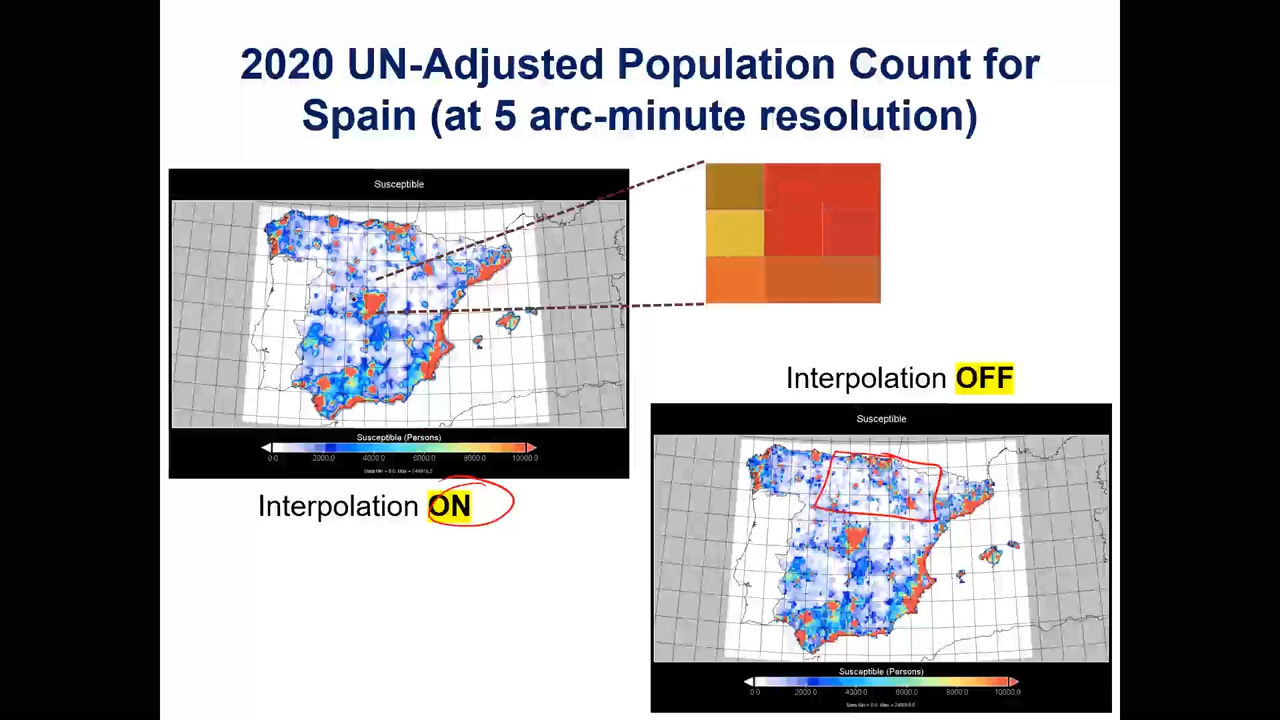 2020 UN-Adjusted Population Count for
Spain (at 5 arc-minute resolution)
Susceptible
Susceptible (Persons)
0.0 2000.0 4000.0 6000.0 8000.0 10000.0
Interpolation ON
Interpolation OFF
Susceptible
Susceptible (Persons)
0.0 2000.0 4000.0 6000.0 8000.0 10000.0